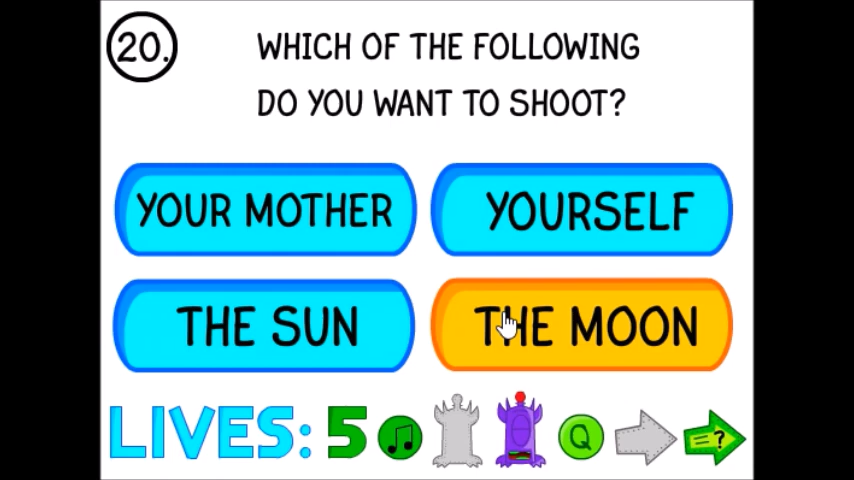 20.
WHICH OF THE FOLLOWING
DO YOU WANT TO SHOOT?
YOUR MOTHER
YOURSELF
THE SUN
THE MOON
LIVES: 5
Q
=?